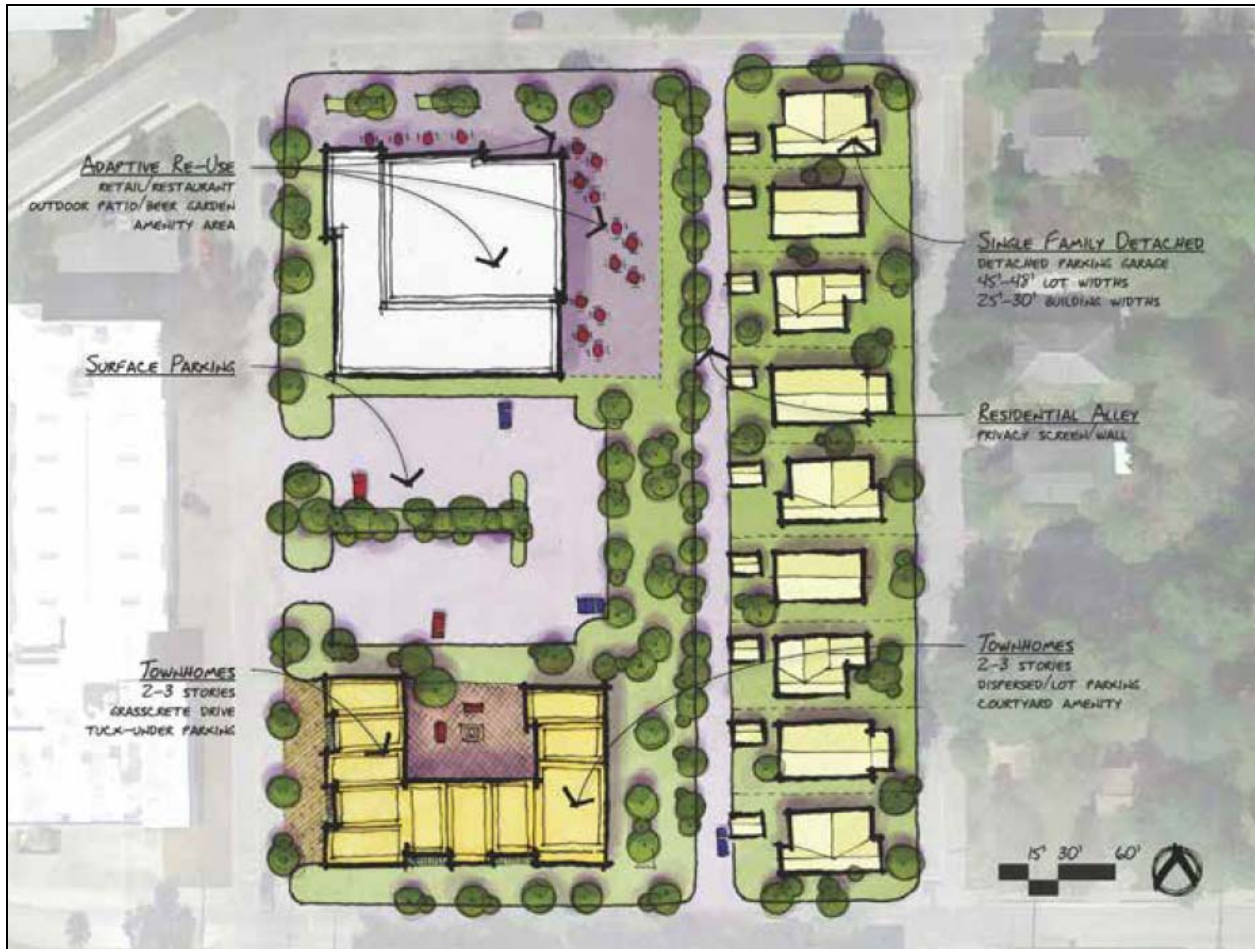 ADAPTIVE RE-USE
RETAIL/RESTAURANT
OUTDOOR PATIO/BEER GARDEN
AMENITY AREA
SURFACE PARKING
TOWNHOMES
2-3 STORIES
GRASSCRETE DRIVE
TUCK-UNDER PARKING
SINGLE FAMILY DETACHED
DETACHED PARKING GARAGE
45'-48' LOT WIDTHS
25'-30' BUILDING WIDTHS
RESIDENTIAL ALLEY
PRIVACY SCREEN/WALL
TOWNHOMES
2-3 STORIES
DISPERSED/LOT PARKING
COURTYARD AMENITY
15' 30' 60'